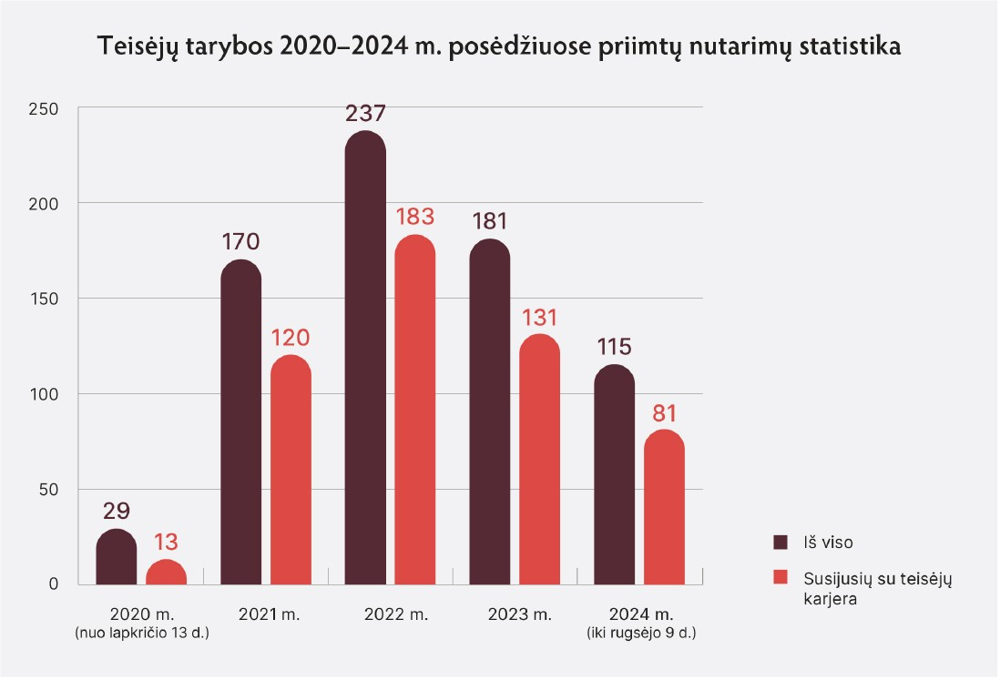 Teisėjų tarybos 2020–2024 m. posėdžiuose priimtų nutarimų statistika
250
200
150
100
50
0
29
13
170
120
237
183
181
131
115
81
2020 m.
(nuo lapkričio 13 d.)
2021 m.
2022 m.
2023 m.
2024 m.
(iki rugsėjo 9 d.)
Iš viso
Susijusių su teisėjų
karjera